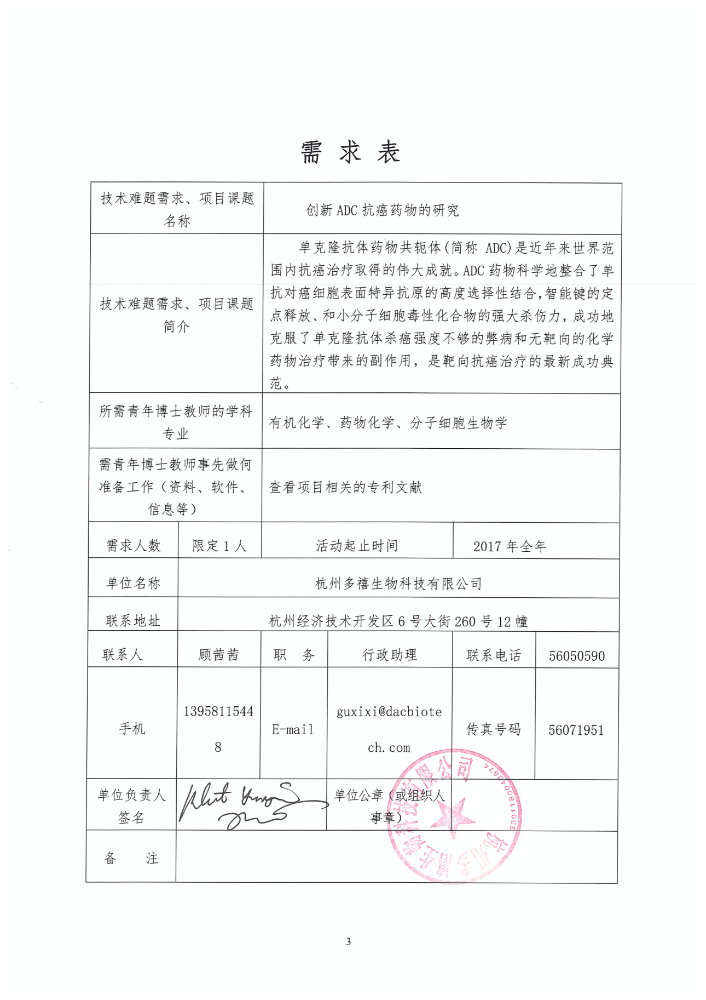 需 求 表
技术难题需求、项目课题
名称
创新 ADC 抗癌药物的研究
技术难题需求、项目课题
简介
单克隆抗体药物共轭体(简称 ADC)是近年来世界范
围内抗癌治疗取得的伟大成就。ADC 药物科学地整合了单
抗对癌细胞表面特异抗原的高度选择性结合,智能键的定
点释放、和小分子细胞毒性化合物的强大杀伤力，成功地
克服了单克隆抗体杀癌强度不够的弊病和无靶向的化学
药物治疗带来的副作用，是靶向抗癌治疗的最新成功典
范。
所需青年博士教师的学科
专业
有机化学、药物化学、分子细胞生物学
需青年博士教师事先做何
准备工作（资料、软件、
信息等）
查看项目相关的专利文献
需求人数
限定 1 人
活动起止时间
2017 年全年
单位名称
杭州多禧生物科技有限公司
联系地址
杭州经济技术开发区 6 号大街 260 号 12 幢
联系人
顾茜茜
职 务
行政助理
联系电话
56050590
手机
1395811544
8
E-mail
guxixi@dacbiote
ch.com
传真号码
56071951
单位负责人
签名
单位公章（或组织人
事章）
杭州多禧生物科技有限公司
3301180043874
备 注
3